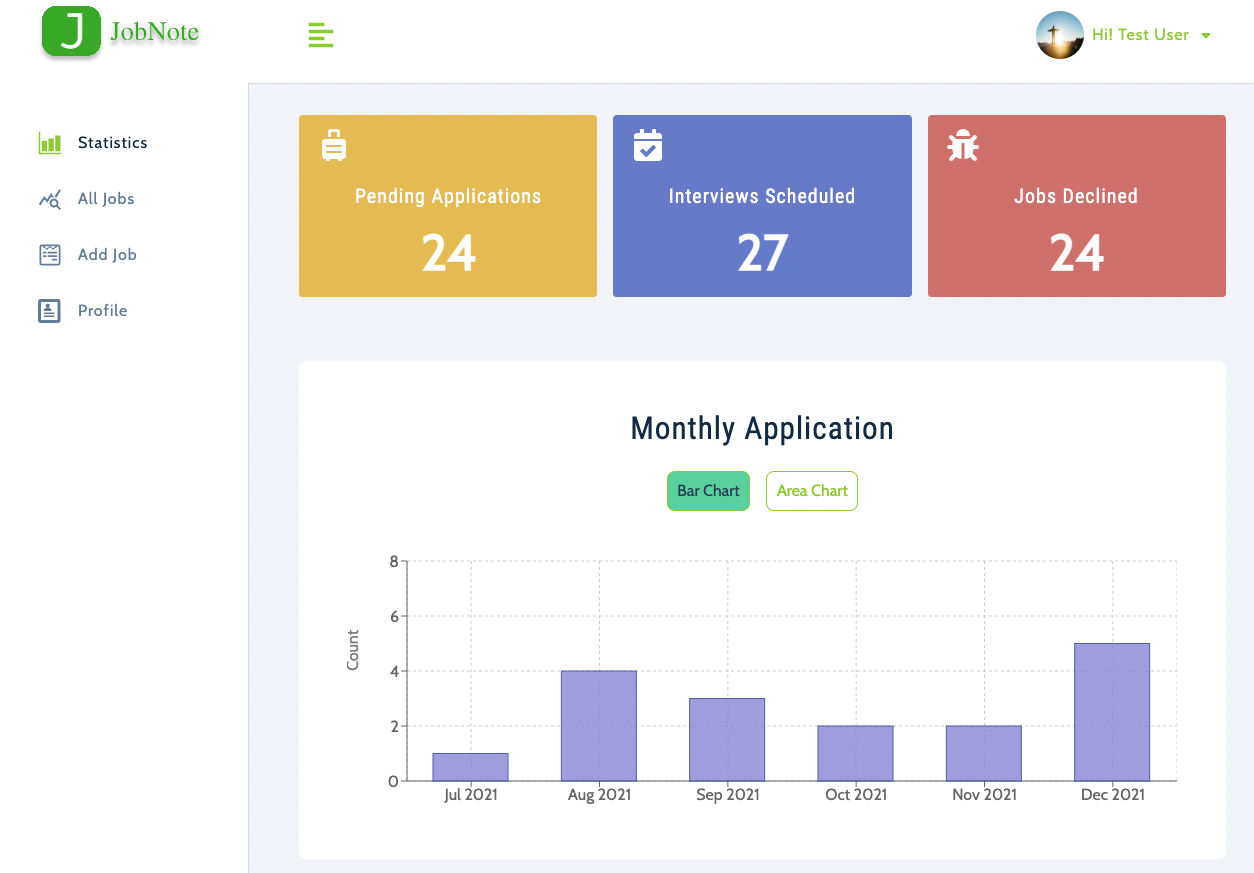 J JobNote
Hi! Test User
Statistics
All Jobs
Add Job
Profile
Pending Applications
24
Interviews Scheduled
27
Jobs Declined
24
Monthly Application
Bar Chart
Area Chart
Count
8
6
4
2
0
Jul 2021 Aug 2021 Sep 2021 Oct 2021 Nov 2021 Dec 2021